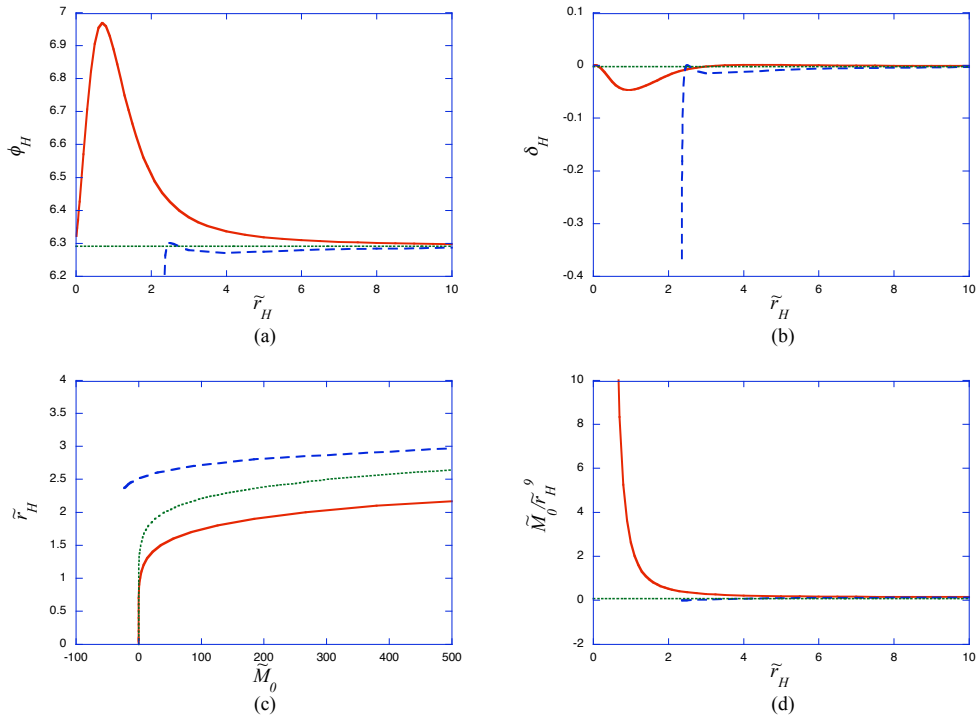 7
6.9
6.8
6.7
6.6
6.5
6.4
6.3
6.2
ϕ_H
0 2 4 6 8 10
r̃_H
(a)
0.1
0
-0.1
-0.2
-0.3
-0.4
δ_H
0 2 4 6 8 10
r̃_H
(b)
4
3.5
3
2.5
2
1.5
1
0.5
0
r̃_H
-100 0 100 200 300 400 500
M̃_0
(c)
10
8
6
4
2
0
-2
M̃_0/r̃_H^9
0 2 4 6 8 10
r̃_H
(d)